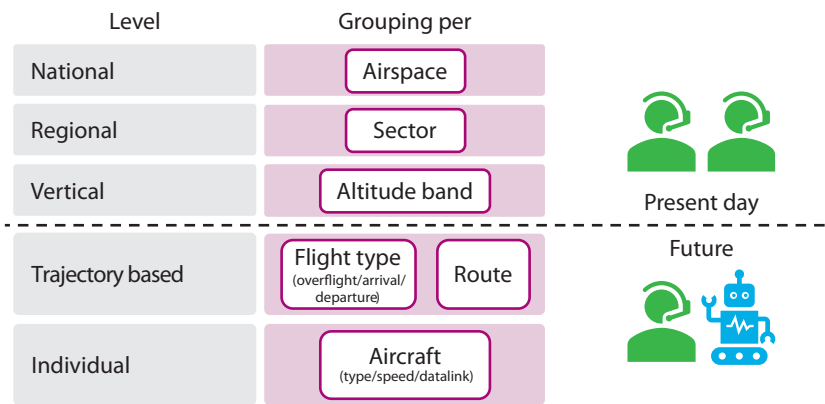 Level
Grouping per
National
Airspace
Regional
Sector
Vertical
Altitude band
Present day
Future
Trajectory based
Flight type
(overflight/arrival/
departure)
Route
Individual
Aircraft
(type/speed/datalink)